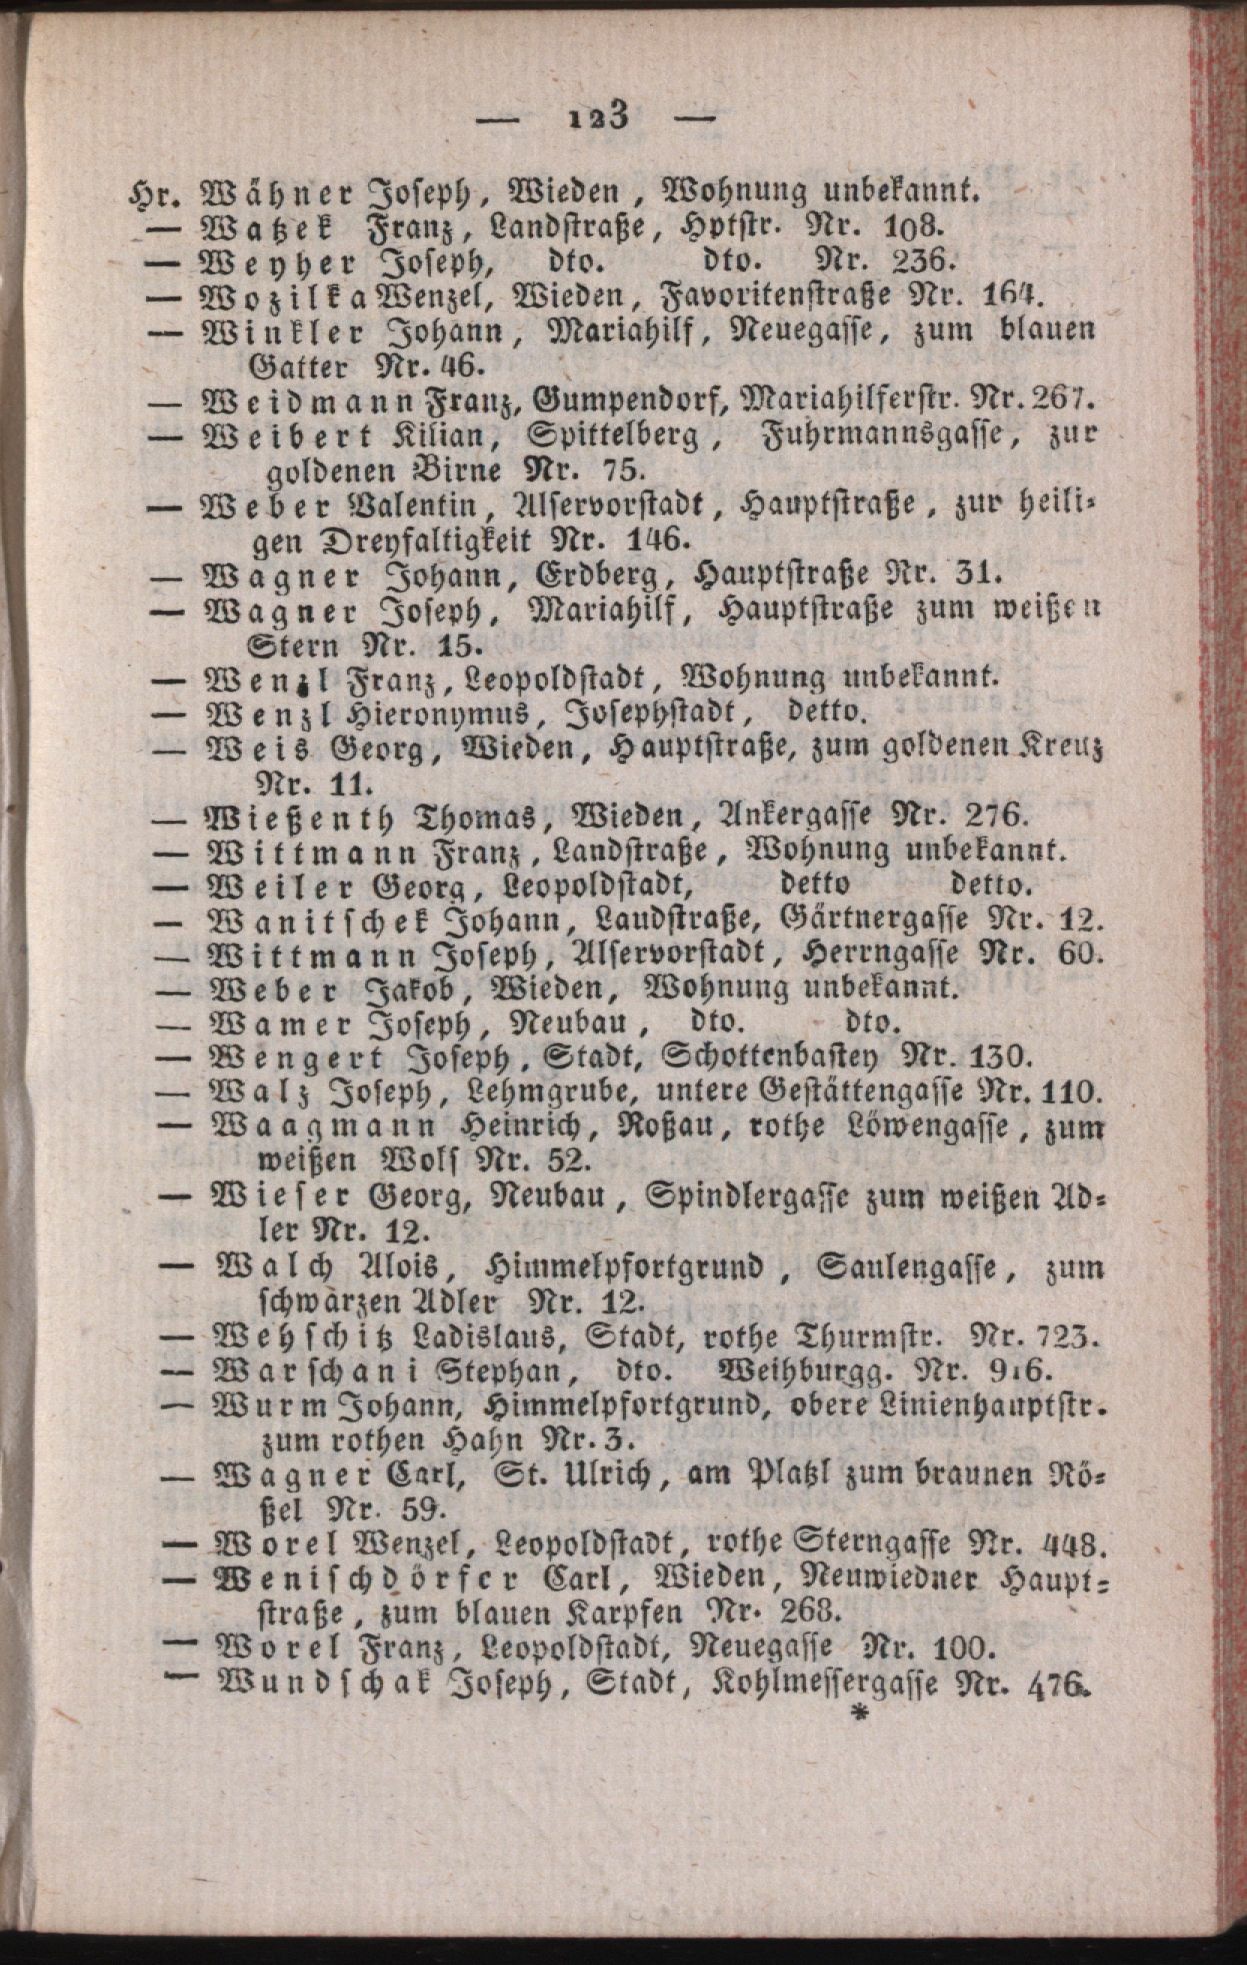 — 123 —
Hr. Wähner Joseph, Wieden, Wohnung unbekannt.
— Watzek Franz, Landstraße, Hptstr. Nr. 108.
— Weyher Joseph, dto. dto. Nr. 236.
— Wozilka Wenzel, Wieden, Favoritenstraße Nr. 164.
— Winkler Johann, Mariahilf, Neuegasse, zum blauen
Gatter Nr. 46.
— Weidmann Franz, Gumpendorf, Mariahilferstr. Nr. 267.
— Weibert Kilian, Spittelberg, Fuhrmannsgasse, zur
goldenen Birne Nr. 75.
— Weber Valentin, Alservorstadt, Hauptstraße, zur heili-
gen Dreyfaltigkeit Nr. 146.
— Wagner Johann, Erdberg, Hauptstraße Nr. 31.
— Wagner Joseph, Mariahilf, Hauptstraße zum weißen
Stern Nr. 15.
— Wenzl Franz, Leopoldstadt, Wohnung unbekannt.
— Wenzl Hieronymus, Josephstadt, detto.
— Weis Georg, Wieden, Hauptstraße, zum goldenen Kreuz
Nr. 11.
— Wießenth Thomas, Wieden, Ankergasse Nr. 276.
— Wittmann Franz, Landstraße, Wohnung unbekannt.
— Weiler Georg, Leopoldstadt, detto detto.
— Wanitschek Johann, Landstraße, Gärtnergasse Nr. 12.
— Wittmann Joseph, Alservorstadt, Herrngasse Nr. 60.
— Weber Jakob, Wieden, Wohnung unbekannt.
— Wamer Joseph, Neubau, dto. dto.
— Wengert Joseph, Stadt, Schottenbastey Nr. 130.
— Walz Joseph, Lehmgrube, untere Gestättengasse Nr. 110.
— Waagmann Heinrich, Roßau, rothe Löwengasse, zum
weißen Wolf Nr. 52.
— Wieser Georg, Neubau, Spindlergasse zum weißen Ad-
ler Nr. 12.
— Walch Alois, Himmelpfortgrund, Saulengasse, zum
schwarzen Adler Nr. 12.
— Wehschitz Ladislaus, Stadt, rothe Thurmstr. Nr. 723.
— Warschani Stephan, dto. Weihburgg. Nr. 916.
— Wurm Johann, Himmelpfortgrund, obere Linienhauptstr.
zum rothen Hahn Nr. 3.
— Wagner Carl, St. Ulrich, am Platzl zum braunen Rö-
ßel Nr. 59.
— Worel Wenzel, Leopoldstadt, rothe Sterngasse Nr. 448.
— Wenischdörfer Carl, Wieden, Neuwiedner Haupt-
straße, zum blauen Karpfen Nr. 268.
— Worel Franz, Leopoldstadt, Neuegasse Nr. 100.
— Wundschak Joseph, Stadt, Kohlmessergasse Nr. 476.
*